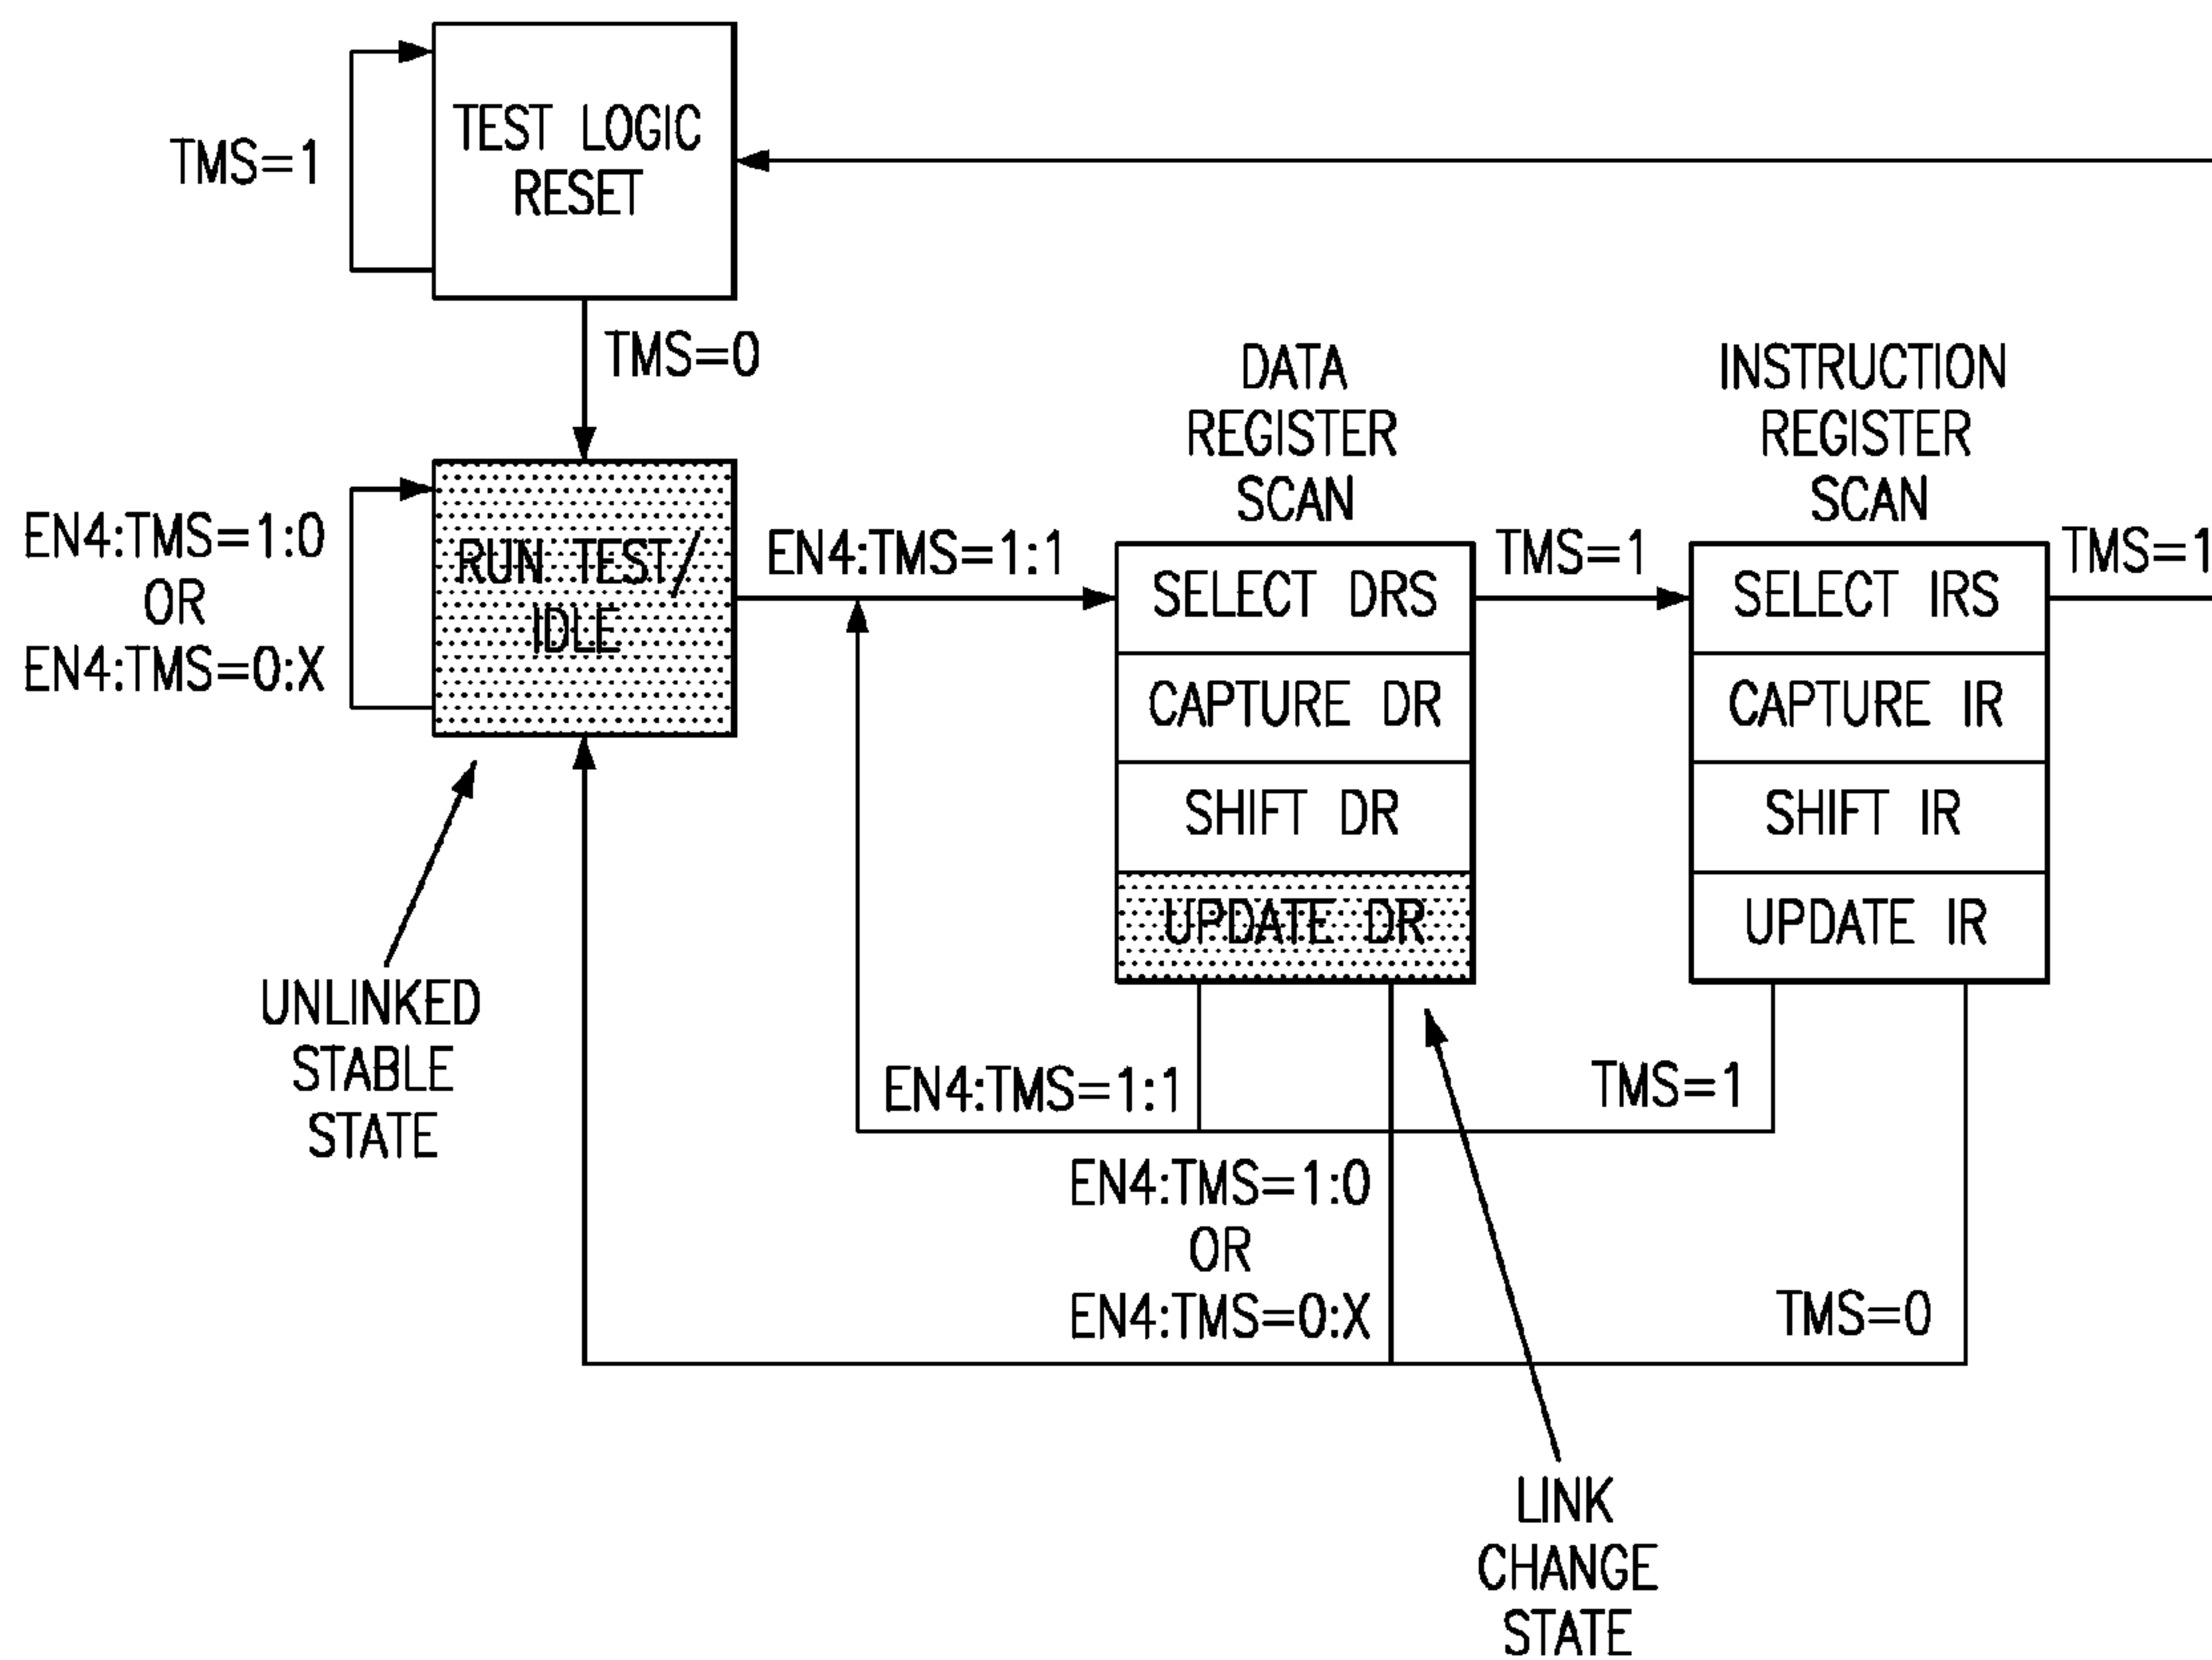 TEST LOGIC
RESET
TMS=1
TMS=0
EN4:TMS=1:0
OR
EN4:TMS=0:X
RUN TEST/
IDLE
EN4:TMS=1:1
DATA
REGISTER
SCAN
SELECT DRS
CAPTURE DR
SHIFT DR
UPDATE DR
TMS=1
INSTRUCTION
REGISTER
SCAN
SELECT IRS
CAPTURE IR
SHIFT IR
UPDATE IR
TMS=1
UNLINKED
STABLE
STATE
EN4:TMS=1:1
TMS=1
EN4:TMS=1:0
OR
EN4:TMS=0:X
TMS=0
LINK
CHANGE
STATE